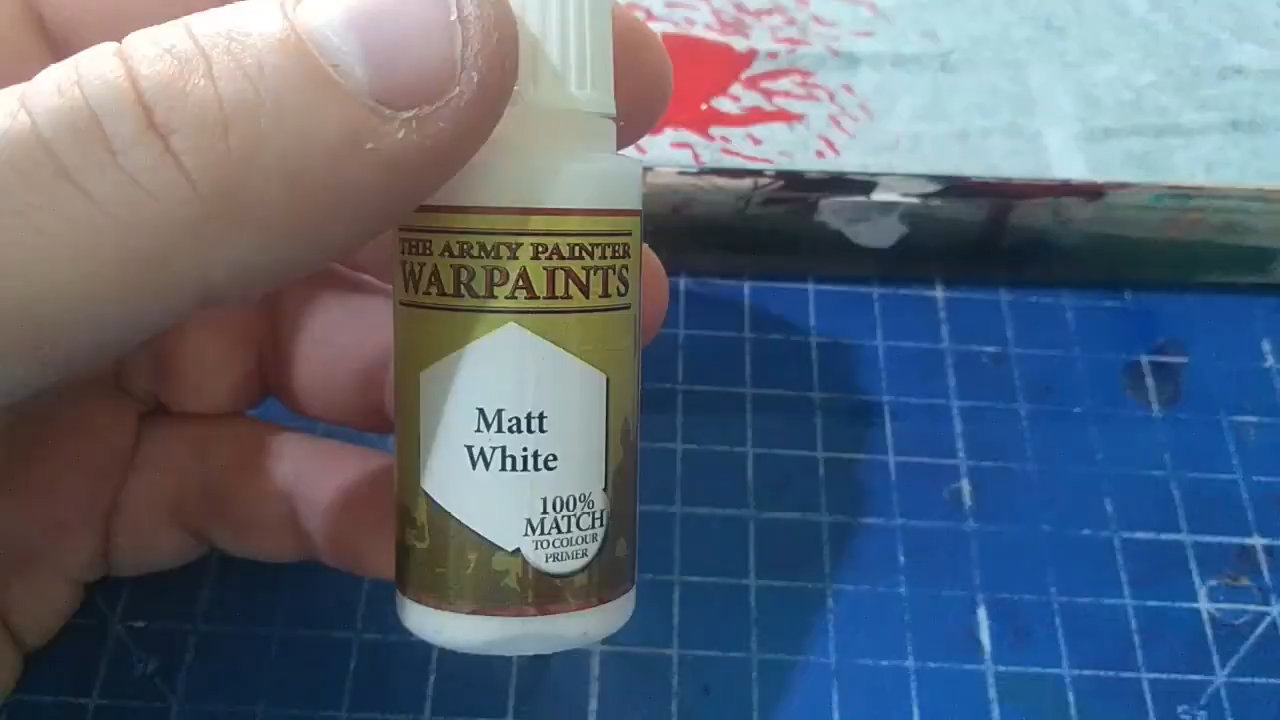 THE ARMY PAINTER
WARPAINTS
Matt
White
100%
MATCH
TO COLOUR
PRIMER